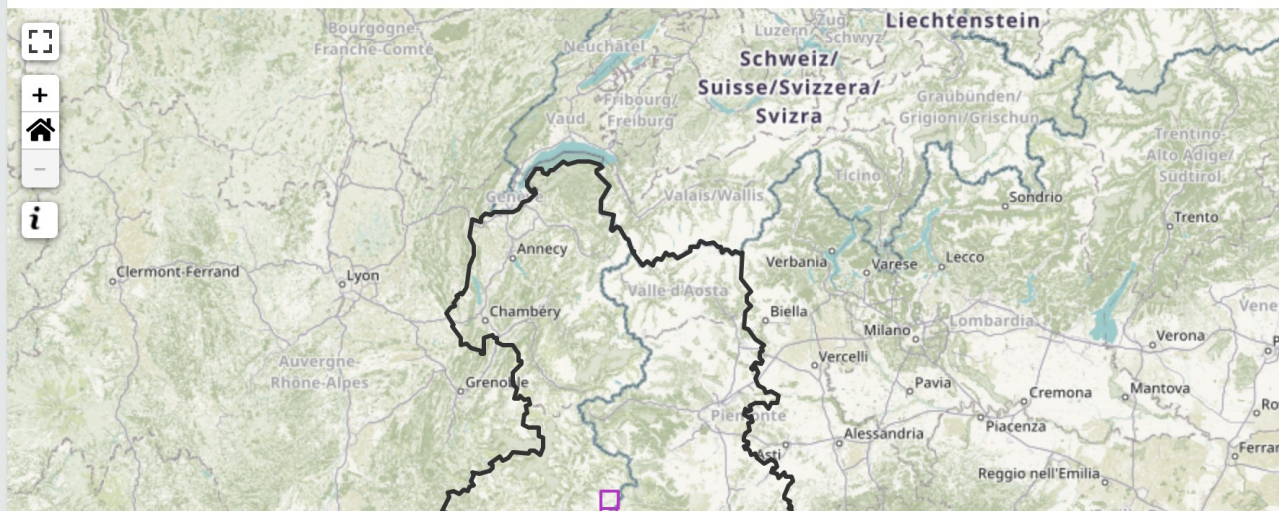 Liechtenstein
Bourgogne-
Franche-Comté
Neuchâtel
Zug
Luzern
Schwyz
Schweiz/
Suisse/Svizzera/
Svizra
+
Fribourg/
Freiburg
Vaud
Graubünden/
Grigioni/Grischun
Trentino-
Alto Adige/
Südtirol
−
Genève
Valais/Wallis
Ticino
Sondrio
i
Trento
Annecy
Verbania
Varese
Lecco
Clermont-Ferrand
Lyon
Valle d'Aosta
Chambéry
Biella
Milano
Lombardia
Vene
Verona
Auvergne-
Rhône-Alpes
Vercelli
Grenoble
Pavia
Cremona
Mantova
Piemonte
Piacenza
Ro
Alessandria
Asti
Ferrar
Reggio nell'Emilia